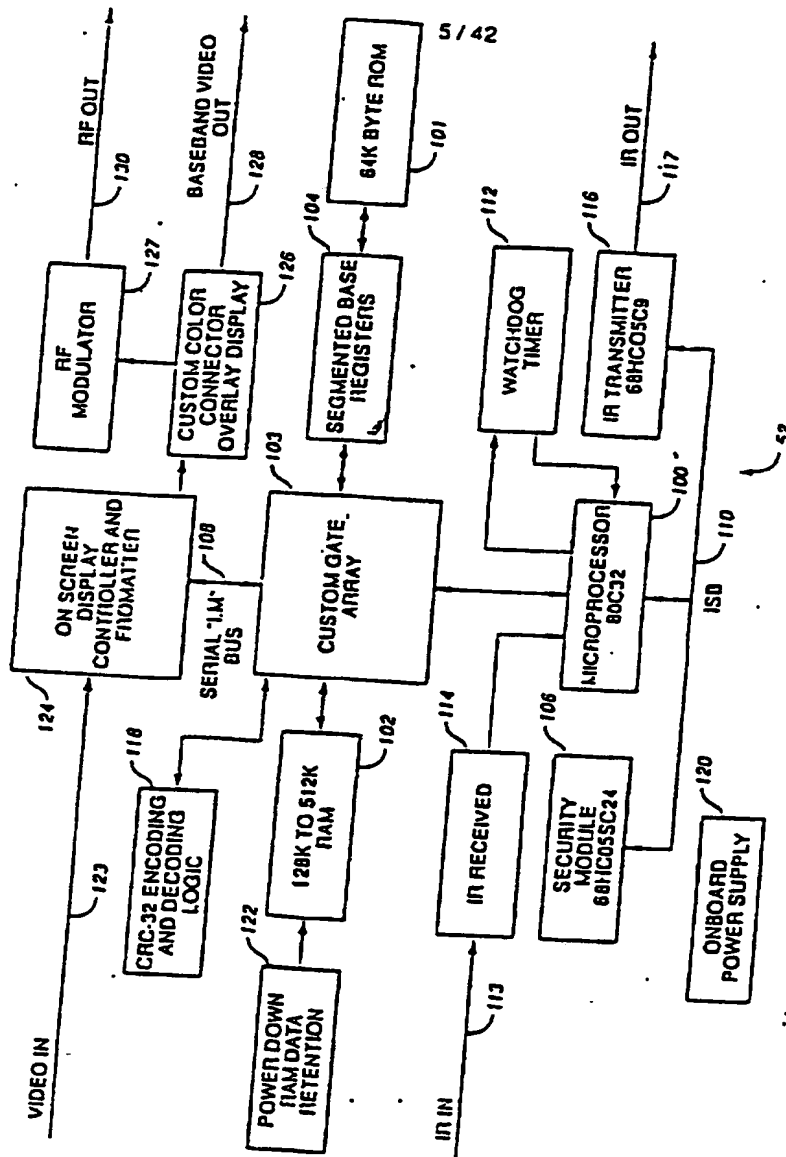 5/42
VIDEO IN
123
124
ON SCREEN
DISPLAY
CONTROLLER AND
FROMATTER
RF
MODULATOR
127
RF OUT
130
CUSTOM COLOR
CONNECTOR
OVERLAY DISPLAY
126
BASEBAND VIDEO
OUT
128
118
CRC-32 ENCODING
AND DECODING
LOGIC
SERIAL "I.M"
BUS
108
103
CUSTOM GATE
ARRAY
104
SEGMENTED BASE
REGISTERS
64K BYTE ROM
101
122
POWER DOWN
RAM DATA
RETENTION
128K TO 512K
RAM
102
IR IN
113
114
IR RECEIVED
106
SECURITY
MODULE
68HC05SC24
MICROPROCESSOR
80C32
100
WATCHDOG
TIMER
112
IR TRANSMITTER
68HC05C9
116
IR OUT
117
120
ONBOARD
POWER SUPPLY
ISB
110
52